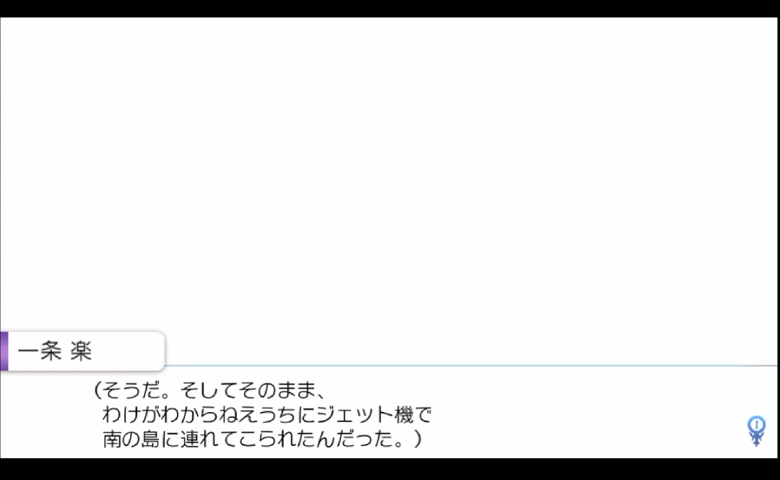 一条 楽
(そうだ。そしてそのまま、
わけがわからねえうちにジェット機で
南の島に連れてこられたんだった。)